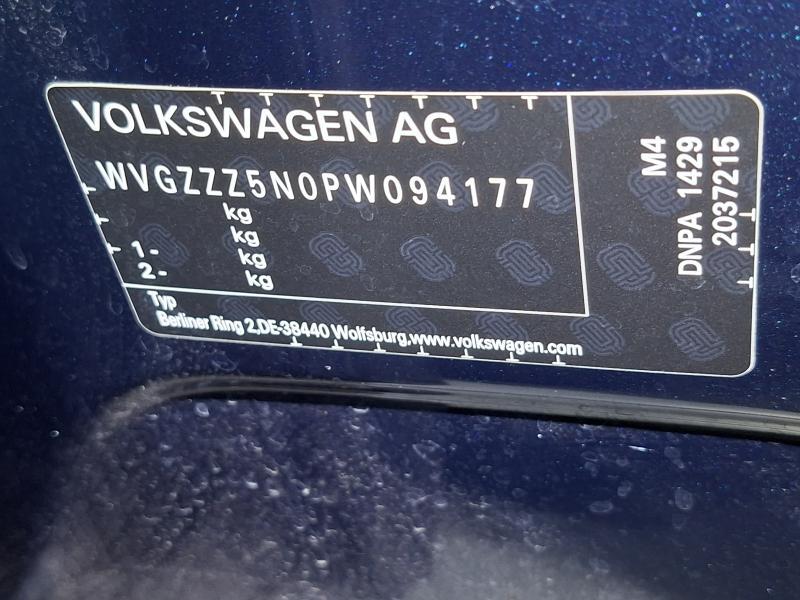 VOLKSWAGEN AG
WVGZZZ5N0PW094177
kg
kg
1- kg
2- kg
Typ
Berliner Ring 2,DE-38440 Wolfsburg,www.volkswagen.com
M4
DNPA 1429
2037215